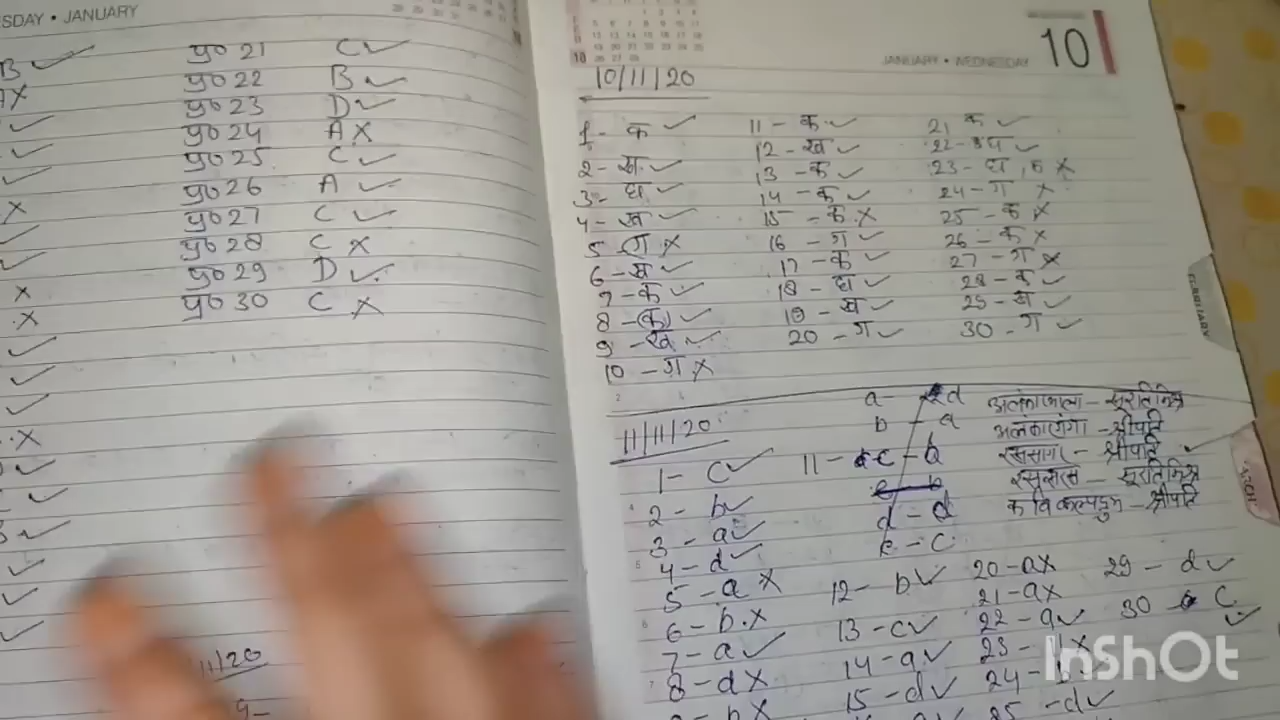 SDAY • JANUARY
B ✓ प्र० 21 C ✓
A ✗ प्र० 22 B ✓
✓ प्र० 23 D ✓
✓ प्र० 24 A ✗
✓ प्र० 25 C ✓
✗ प्र० 26 A ✓
✓ प्र० 27 C ✓
✓ प्र० 28 C ✗
✗ प्र० 29 D ✓
✗ प्र० 30 C ✗
11/20
JANUARY • WEDNESDAY 10
10/11/20
1 - क ✓ 11 - क ✓ 21 क ✓
2 - ख ✓ 12 - ख ✓ 22 - ✓
3 - घ ✓ 13 - क ✓ 23 - घ, ✗
4 - ख ✓ 14 - क ✓ 24 - ग ✗
5 - ग ✗ 15 - क ✗ 25 - क ✗
6 - ख ✓ 16 - ग ✓ 26 - क ✗
7 - क ✓ 17 - क ✓ 27 - ग ✗
8 - (क) ✓ 18 - घ ✓ 28 - क ✓
9 - ख ✓ 19 - ख ✓ 29 - ख ✓
10 - ग ✗ 20 - ग ✓ 30 - ग ✓
11/11/20
1 - C ✓
2 - b ✓
3 - a ✓
4 - d ✓
5 - a ✗
6 - b ✗
7 - a ✓
8 - d ✗
b ✗
11 -
a - d
b - a
c - b
d - d
e - c
अलंकारमाला - सूरतिमिश्र
अलंकारगंगा - श्रीपति
रससागर - श्रीपति ✓
सूरतिमिश्र
कविकल्पद्रुम - श्रीपति
12 - b ✓ 20 - a ✗ 29 - d ✓
21 - a ✗
13 - c ✓ 22 - a ✓ 30 - C ✓
14 - a ✓ 23 - ✗
15 - d ✓ 24 -
25 - d ✓
InShOt